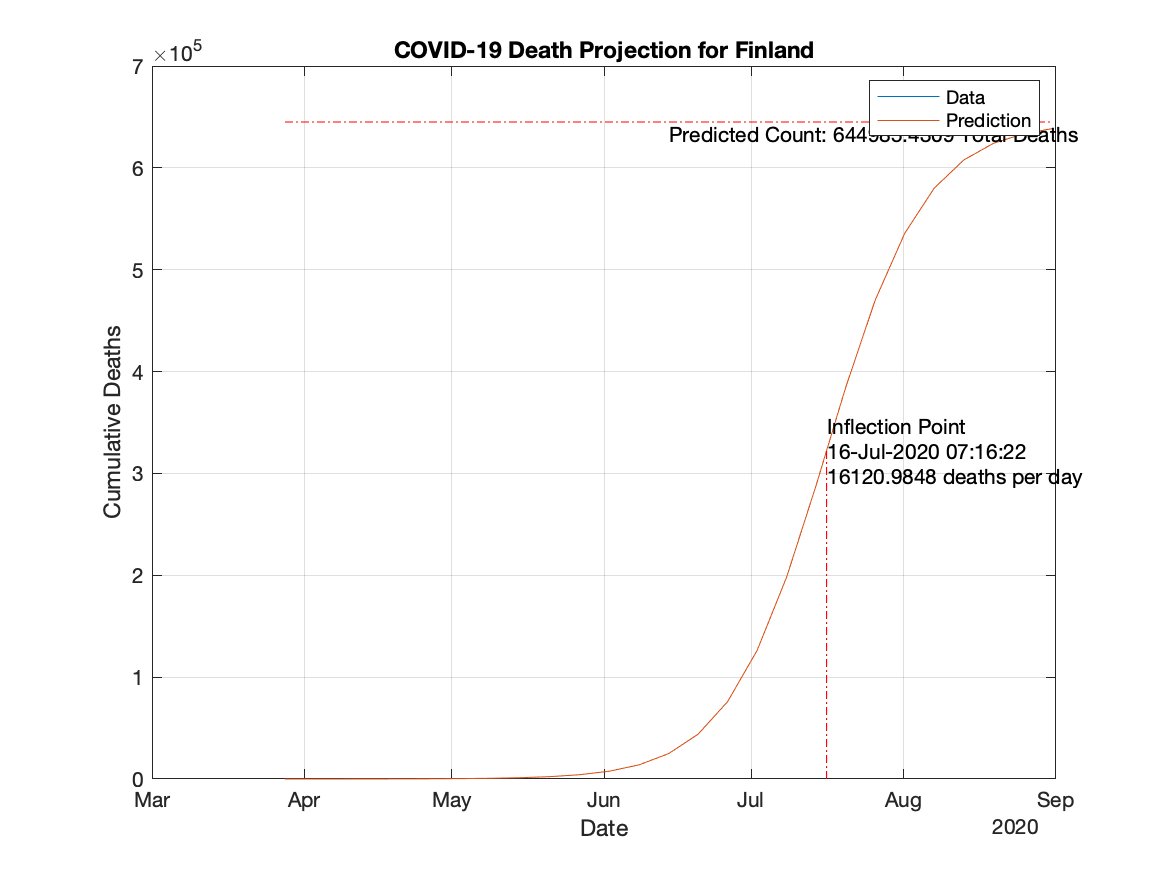 COVID-19 Death Projection for Finland
×10^5
7
6
5
4
3
2
1
0
Cumulative Deaths
Data
Prediction
Predicted Count: Total Deaths
Inflection Point
16-Jul-2020 07:16:22
16120.9848 deaths per day
Mar Apr May Jun Jul Aug Sep
Date
2020